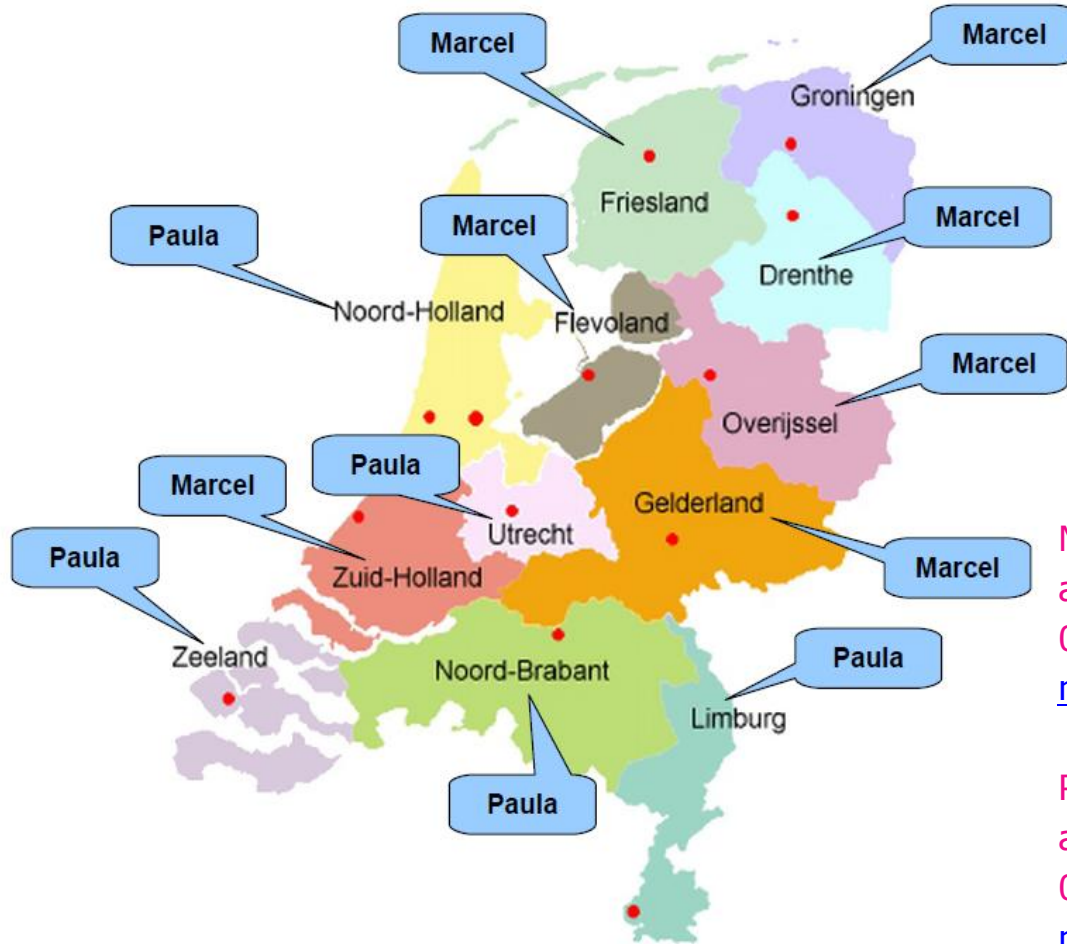 Marcel
Marcel
Groningen
Friesland
Marcel
Marcel
Paula
Drenthe
Noord-Holland
Flevoland
Marcel
Overijssel
Paula
Marcel
Gelderland
Utrecht
Paula
Zuid-Holland
Marcel
Zeeland
Paula
Noord-Brabant
Limburg
Paula